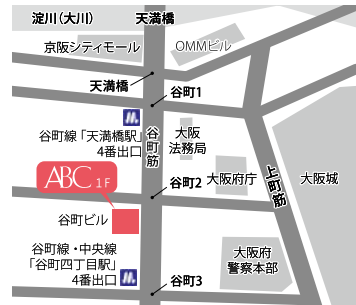 淀川(大川)
天満橋
京阪シティモール
OMMビル
天満橋
谷町1
谷町線「天満橋駅」
4番出口
谷町筋
大阪
法務局
ABC 1F
谷町2
大阪府庁
上町筋
大阪城
谷町ビル
谷町線・中央線
「谷町四丁目駅」
4番出口
大阪府
警察本部
谷町3